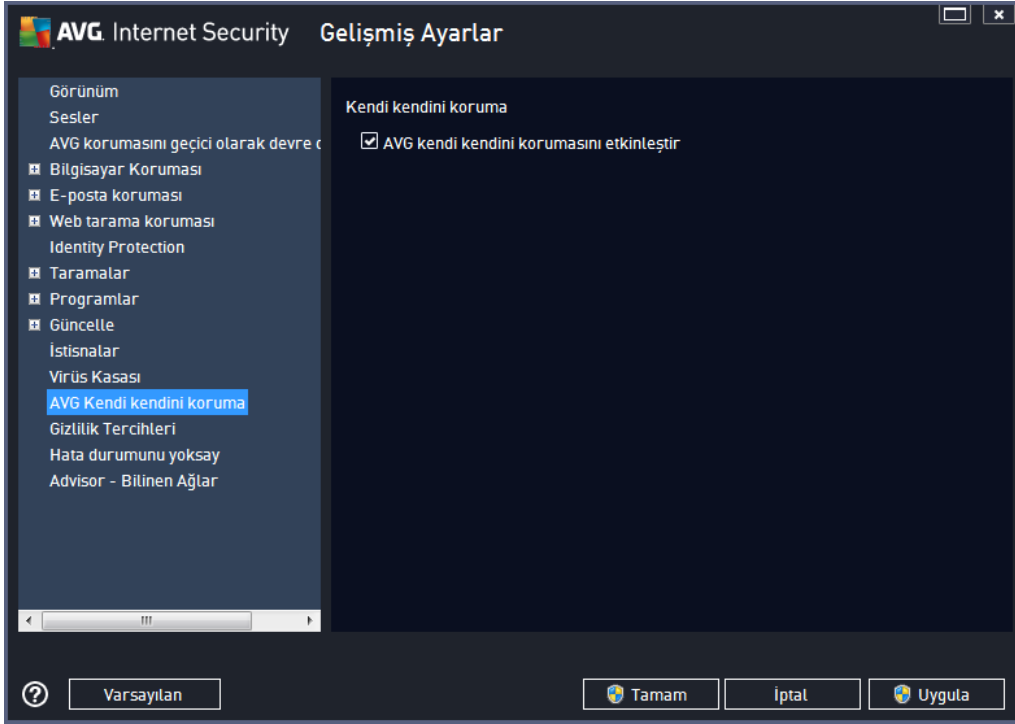 AVG. Internet Security Gelişmiş Ayarlar
Görünüm
Sesler
AVG korumasını geçici olarak devre
Bilgisayar Koruması
E-posta koruması
Web tarama koruması
Identity Protection
Taramalar
Programlar
Güncelle
İstisnalar
Virüs Kasası
AVG Kendi kendini koruma
Gizlilik Tercihleri
Hata durumunu yoksay
Advisor - Bilinen Ağlar
Kendi kendini koruma
AVG kendi kendini korumasını etkinleştir
Varsayılan
Tamam
İptal
Uygula